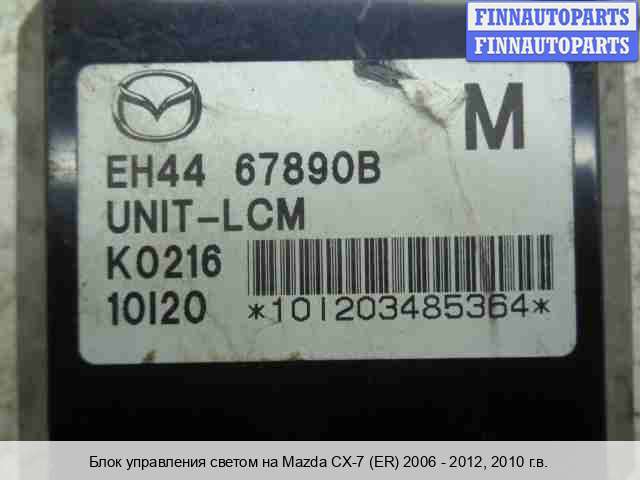 FINNAUTOPARTS
FINNAUTOPARTS
M
EH44 67890B
UNIT-LCM
K0216
10I20 *10I203485364*
Блок управления светом на Mazda CX-7 (ER) 2006 - 2012, 2010 г.в.